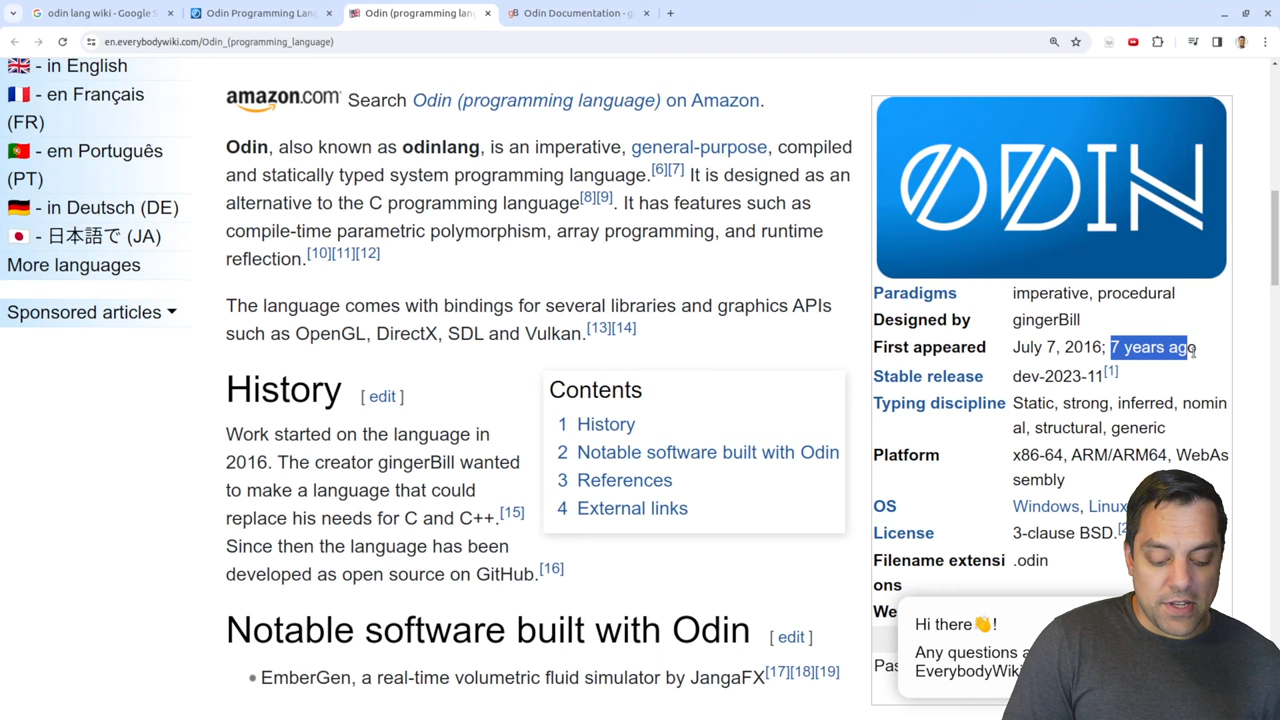 odin lang wiki - Google S
Odin Programming Lang
Odin (programming lan
gB Odin Documentation - gi
en.everybodywiki.com/Odin_(programming_language)
- in English
- en Français
(FR)
- em Português
(PT)
- in Deutsch (DE)
- 日本語で (JA)
More languages
Sponsored articles
amazon.com Search Odin (programming language) on Amazon.
Odin, also known as odinlang, is an imperative, general-purpose, compiled
and statically typed system programming language.[6][7] It is designed as an
alternative to the C programming language[8][9]. It has features such as
compile-time parametric polymorphism, array programming, and runtime
reflection.[10][11][12]
The language comes with bindings for several libraries and graphics APIs
such as OpenGL, DirectX, SDL and Vulkan.[13][14]
History [ edit ]
Work started on the language in
2016. The creator gingerBill wanted
to make a language that could
replace his needs for C and C++.[15]
Since then the language has been
developed as open source on GitHub.[16]
Contents
1 History
2 Notable software built with Odin
3 References
4 External links
Notable software built with Odin [ edit ]
EmberGen, a real-time volumetric fluid simulator by JangaFX[17][18][19]
ODIN
Paradigms imperative, procedural
Designed by gingerBill
First appeared July 7, 2016; 7 years ago
Stable release dev-2023-11[1]
Typing discipline Static, strong, inferred, nomin
al, structural, generic
Platform x86-64, ARM/ARM64, WebAs
sembly
OS Windows, Linux
License 3-clause BSD.[2
Filename extensi .odin
ons
We
Pas
Hi there👋!
Any questions a
EverybodyWiki